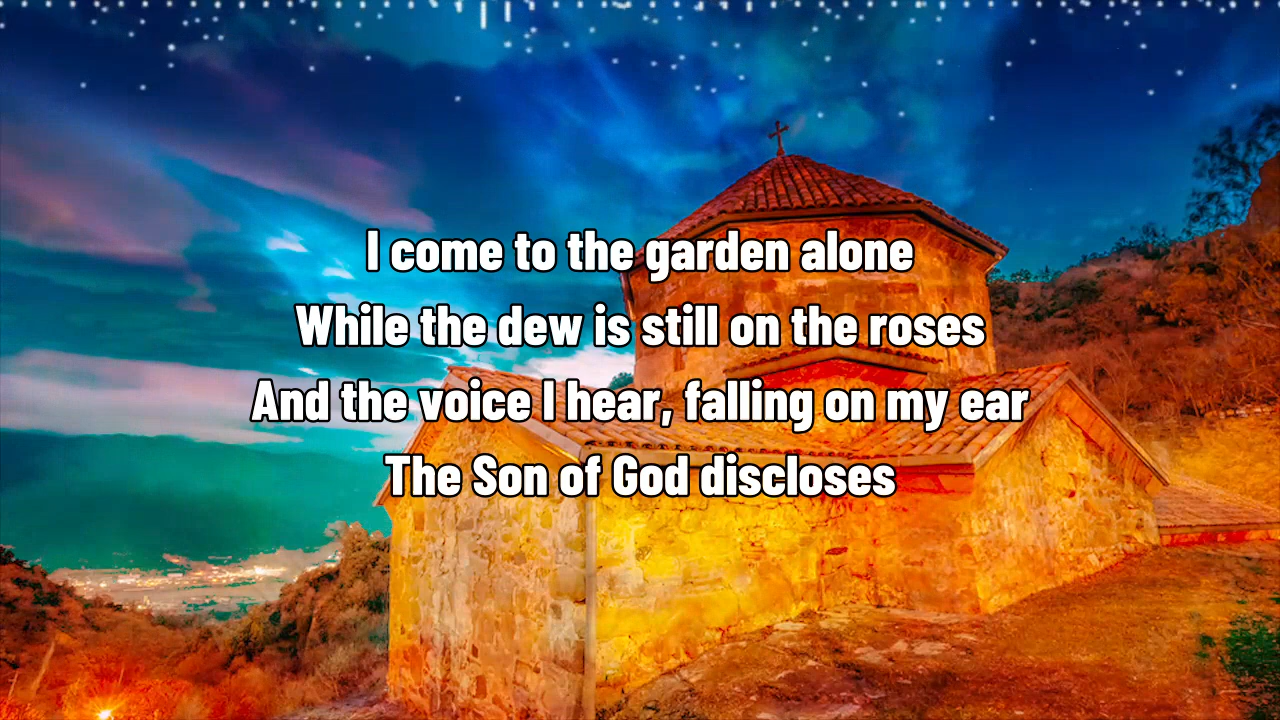 I come to the garden alone
While the dew is still on the roses
And the voice I hear, falling on my ear
The Son of God discloses